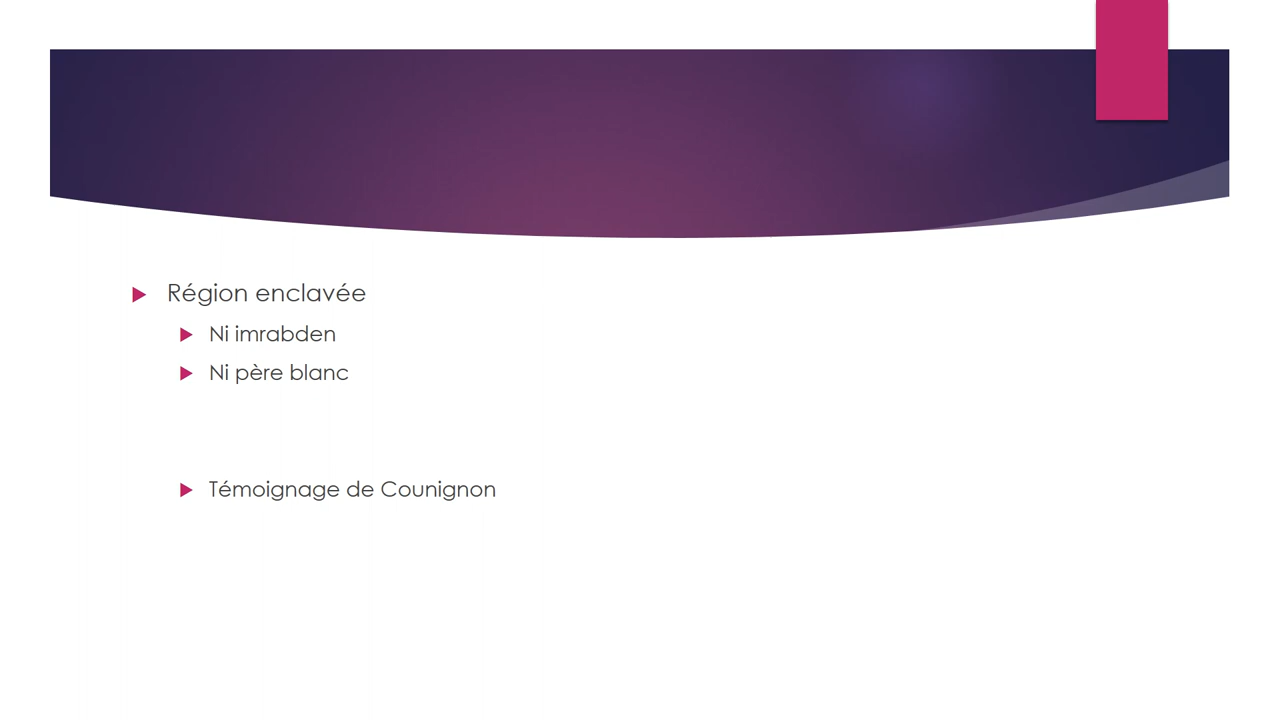 Région enclavée
Ni imrabden
Ni père blanc
Témoignage de Counignon